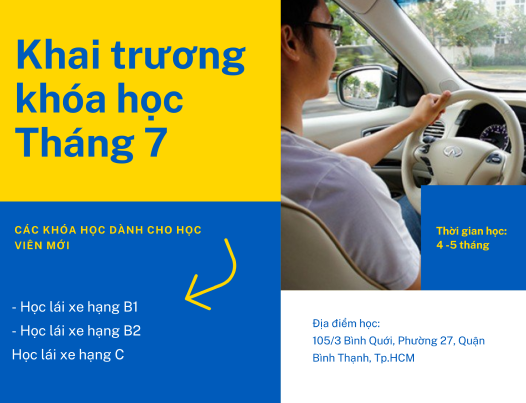 Khai trương
khóa học
Tháng 7
CÁC KHÓA HỌC DÀNH CHO HỌC
VIÊN MỚI
- Học lái xe hạng B1
- Học lái xe hạng B2
Học lái xe hạng C
Thời gian học:
4 -5 tháng
Địa điểm học:
105/3 Bình Quới, Phường 27, Quận
Bình Thạnh, Tp.HCM